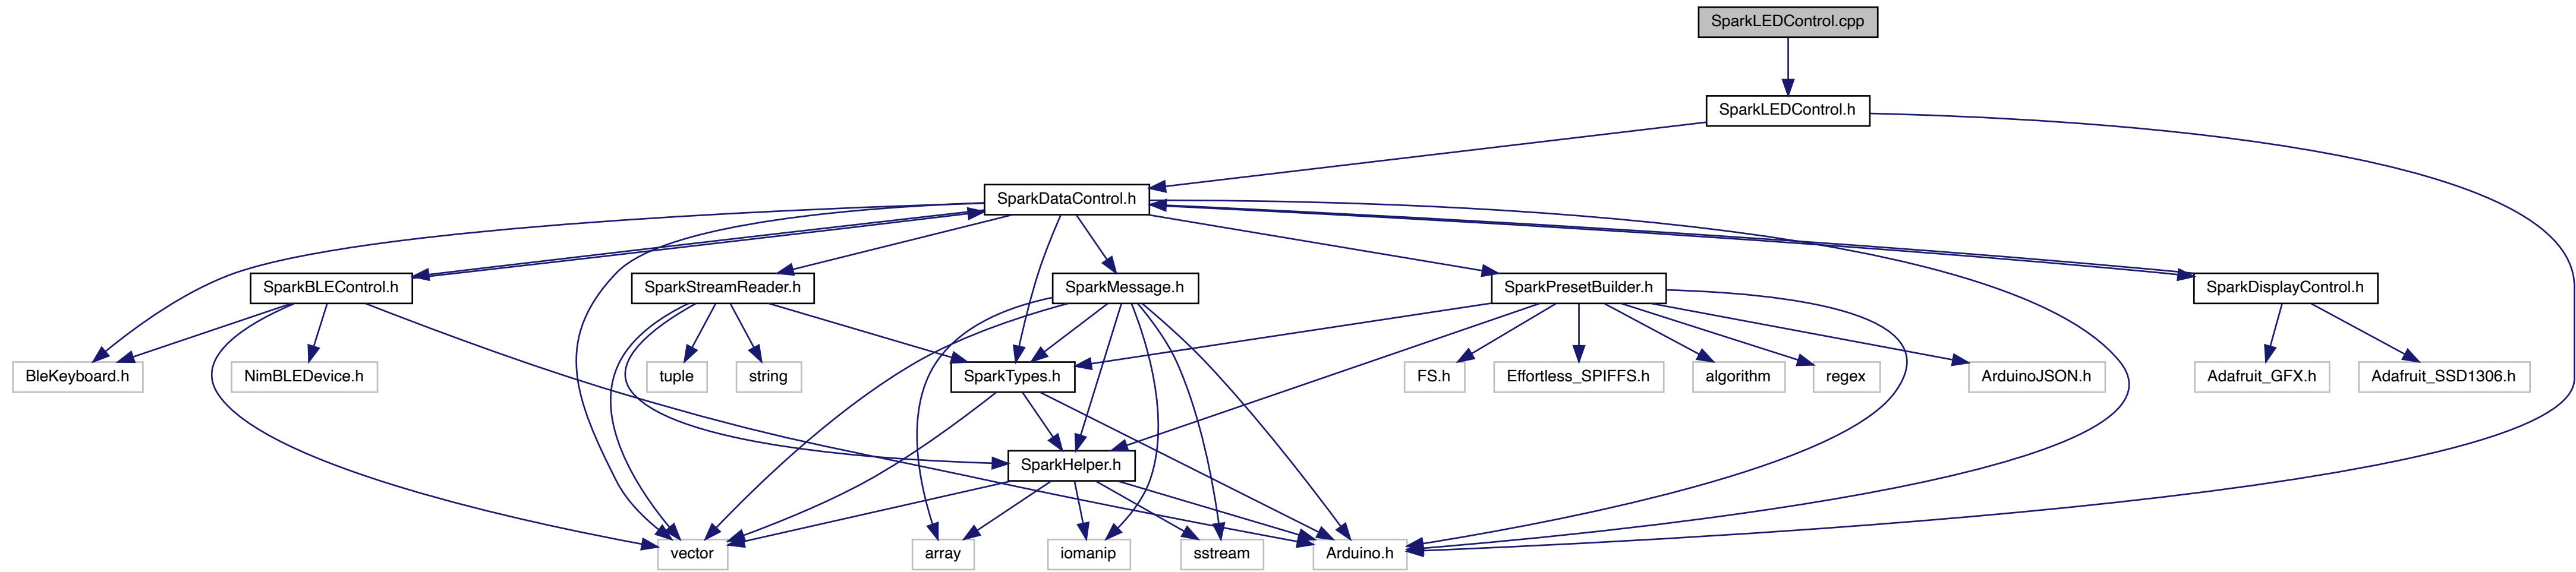 SparkLEDControl.cpp
SparkLEDControl.h
SparkDataControl.h
SparkBLEControl.h
SparkStreamReader.h
SparkMessage.h
SparkPresetBuilder.h
SparkDisplayControl.h
BleKeyboard.h
NimBLEDevice.h
tuple
string
SparkTypes.h
FS.h
Effortless_SPIFFS.h
algorithm
regex
ArduinoJSON.h
Adafruit_GFX.h
Adafruit_SSD1306.h
SparkHelper.h
vector
array
iomanip
sstream
Arduino.h